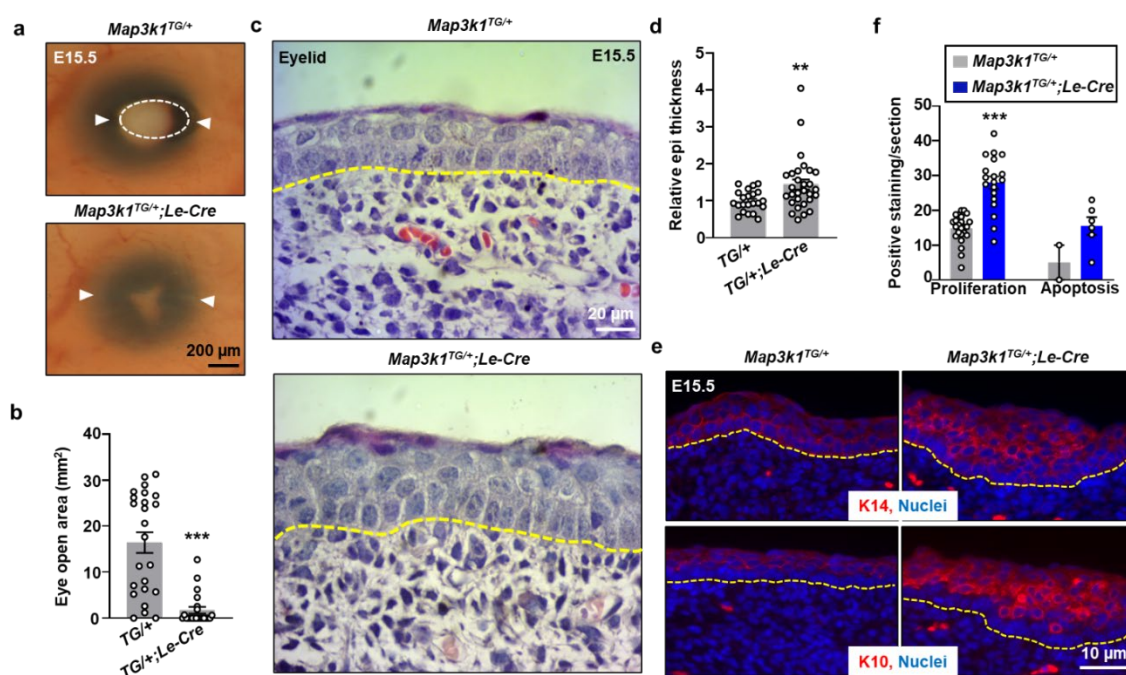 a
Map3k1TG/+
E15.5
Map3k1TG/+;Le-Cre
200 µm
b
Eye open area (mm2)
40
30
20
10
0
TG/+
TG/+;Le-Cre
***
c
Map3k1TG/+
Eyelid
E15.5
20 µm
Map3k1TG/+;Le-Cre
d
Relative epi thickness
5
4
3
2
1
0
**
TG/+
TG/+;Le-Cre
f
Map3k1TG/+
Map3k1TG/+;Le-Cre
Positive staining/section
50
40
30
20
10
0
***
Proliferation
Apoptosis
e
Map3k1TG/+
Map3k1TG/+;Le-Cre
E15.5
K14, Nuclei
K10, Nuclei
10 µm